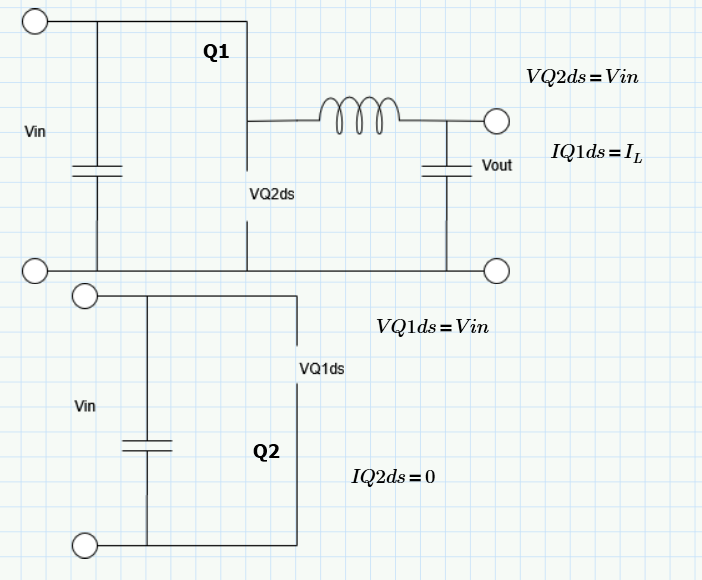 Q1
VQ2ds=Vin
Vin
IQ1ds=I_L
Vout
VQ2ds
VQ1ds=Vin
VQ1ds
Vin
Q2
IQ2ds=0